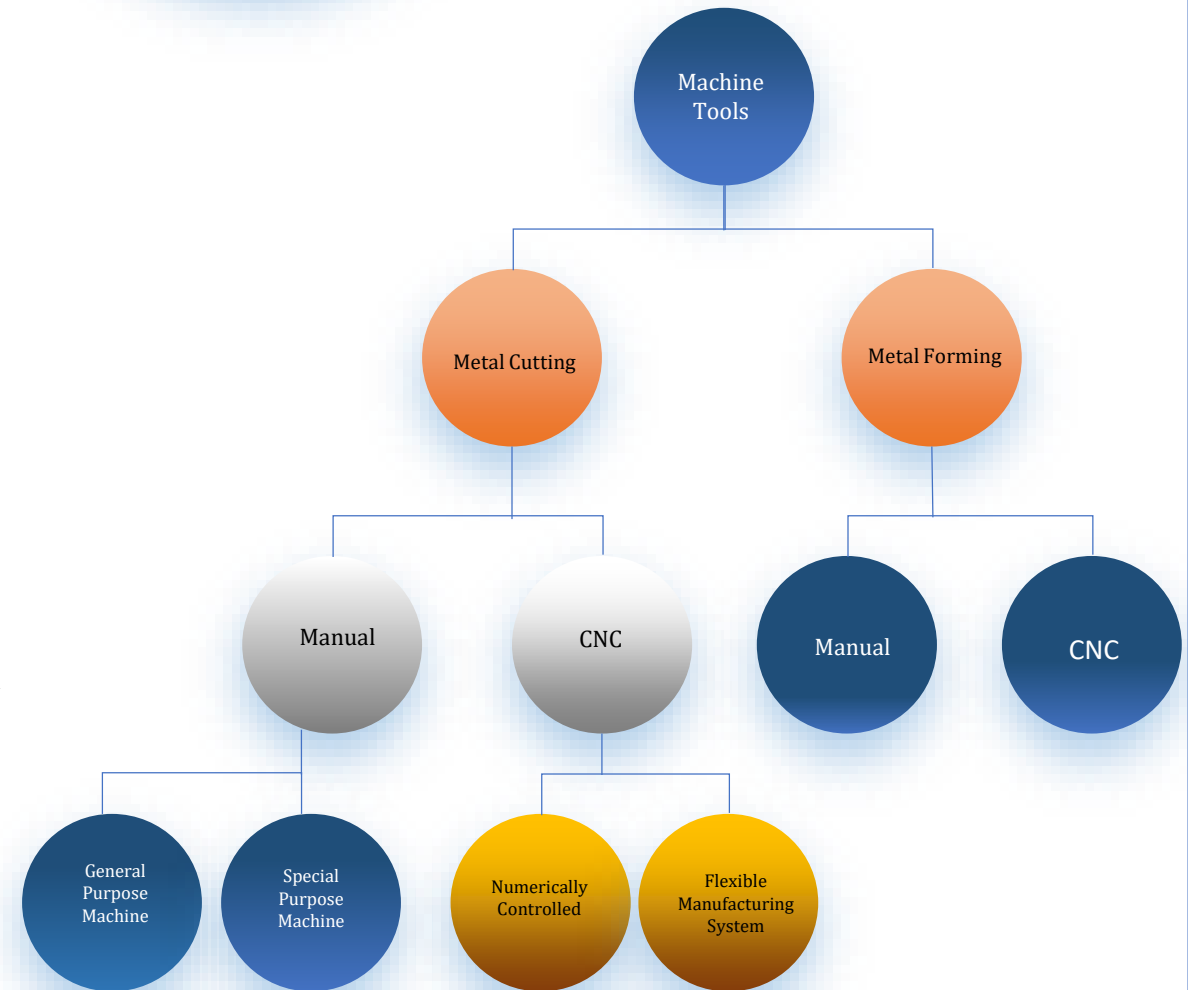 Machine
Tools
Metal Cutting
Metal Forming
Manual
CNC
Manual
CNC
General
Purpose
Machine
Special
Purpose
Machine
Numerically
Controlled
Flexible
Manufacturing
System